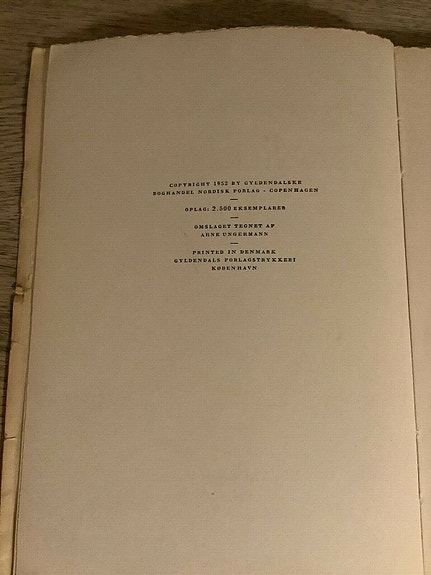 COPYRIGHT 1952 BY GYLDENDALSKE
BOGHANDEL NORDISK FORLAG - COPENHAGEN
OPLAG: 2.500 EKSEMPLARER
OMSLAGET TEGNET AF
ARNE UNGERMANN
PRINTED IN DENMARK
GYLDENDALS FORLAGSTRYKKERI
KØBENHAVN